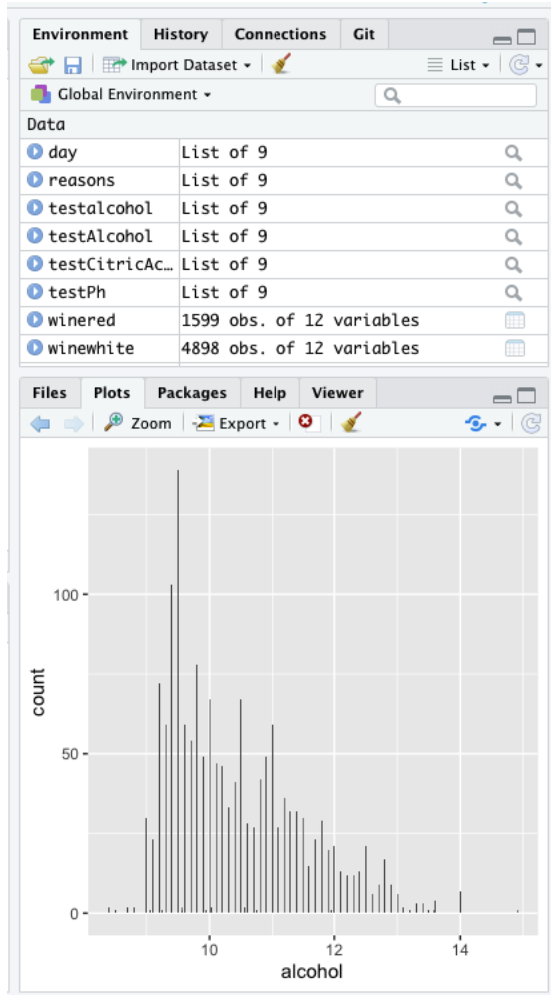 Environment History Connections Git
Import Dataset List
Global Environment
Data
day List of 9
reasons List of 9
testalcohol List of 9
testAlcohol List of 9
testCitricAc… List of 9
testPh List of 9
winered 1599 obs. of 12 variables
winewhite 4898 obs. of 12 variables
Files Plots Packages Help Viewer
Zoom Export
100
50
0
count
10 12 14
alcohol